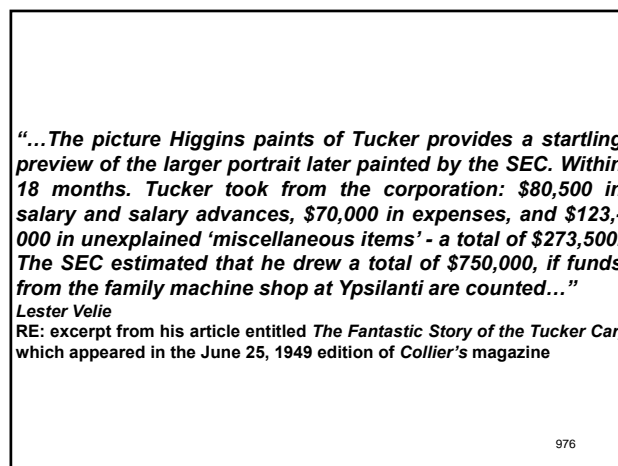 “…The picture Higgins paints of Tucker provides a startling
preview of the larger portrait later painted by the SEC. Within
18 months. Tucker took from the corporation: $80,500 in
salary and salary advances, $70,000 in expenses, and $123,
000 in unexplained ‘miscellaneous items’ - a total of $273,500.
The SEC estimated that he drew a total of $750,000, if funds
from the family machine shop at Ypsilanti are counted…”
Lester Velie
RE: excerpt from his article entitled The Fantastic Story of the Tucker Car,
which appeared in the June 25, 1949 edition of Collier’s magazine
976